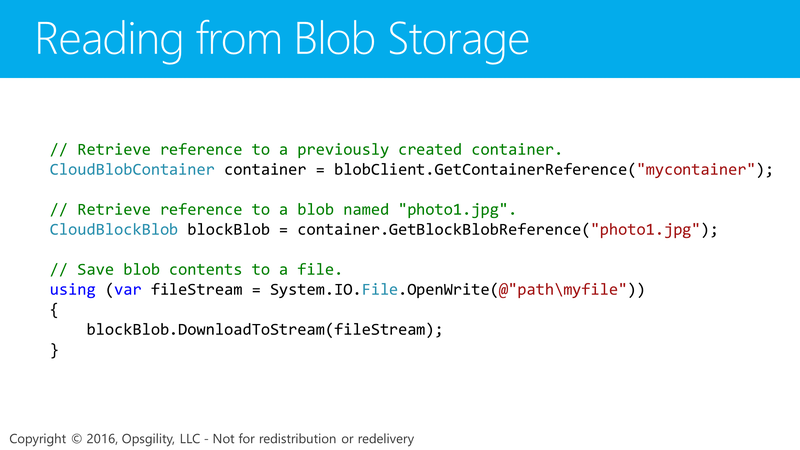 Reading from Blob Storage
// Retrieve reference to a previously created container.
CloudBlobContainer container = blobClient.GetContainerReference("mycontainer");
// Retrieve reference to a blob named "photo1.jpg".
CloudBlockBlob blockBlob = container.GetBlockBlobReference("photo1.jpg");
// Save blob contents to a file.
using (var fileStream = System.IO.File.OpenWrite(@"path\myfile"))
{
    blockBlob.DownloadToStream(fileStream);
}
Copyright © 2016, Opsgility, LLC - Not for redistribution or redelivery